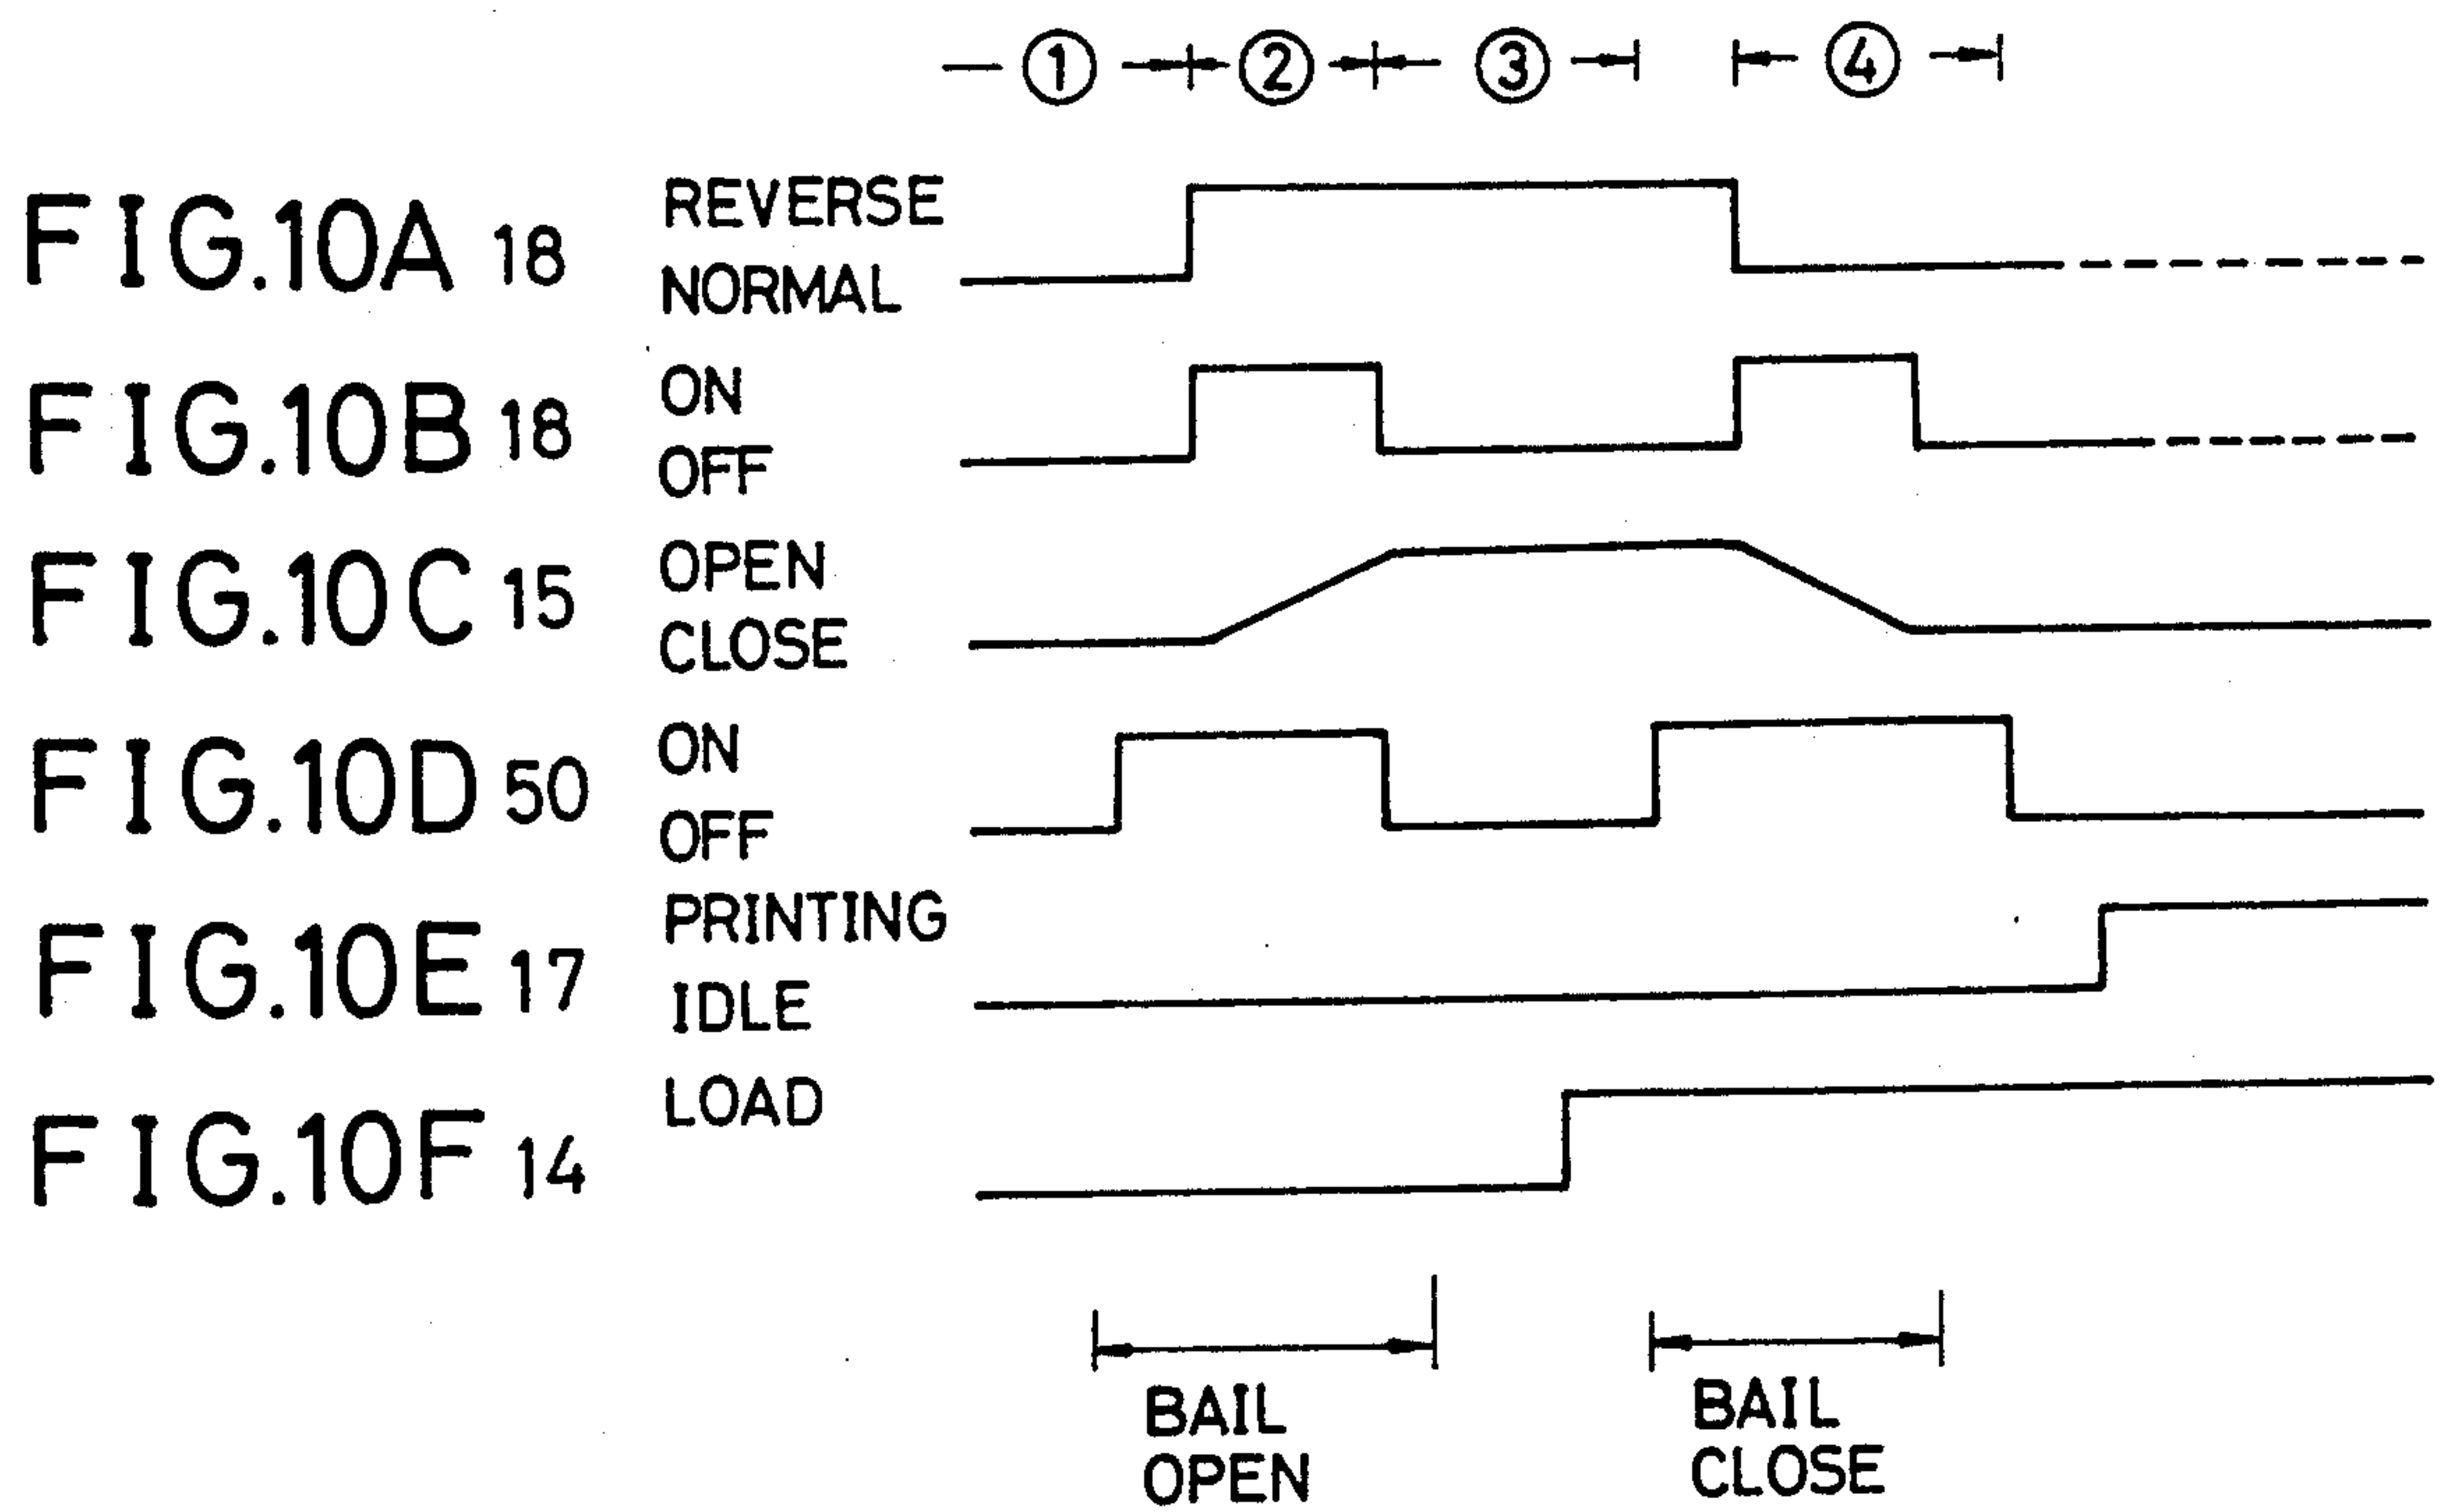 ① ② ③ ④
FIG.10A 18 REVERSE
NORMAL
FIG.10B 18 ON
OFF
FIG.10C 15 OPEN
CLOSE
FIG.10D 50 ON
OFF
FIG.10E 17 PRINTING
IDLE
FIG.10F 14 LOAD
BAIL
OPEN
BAIL
CLOSE